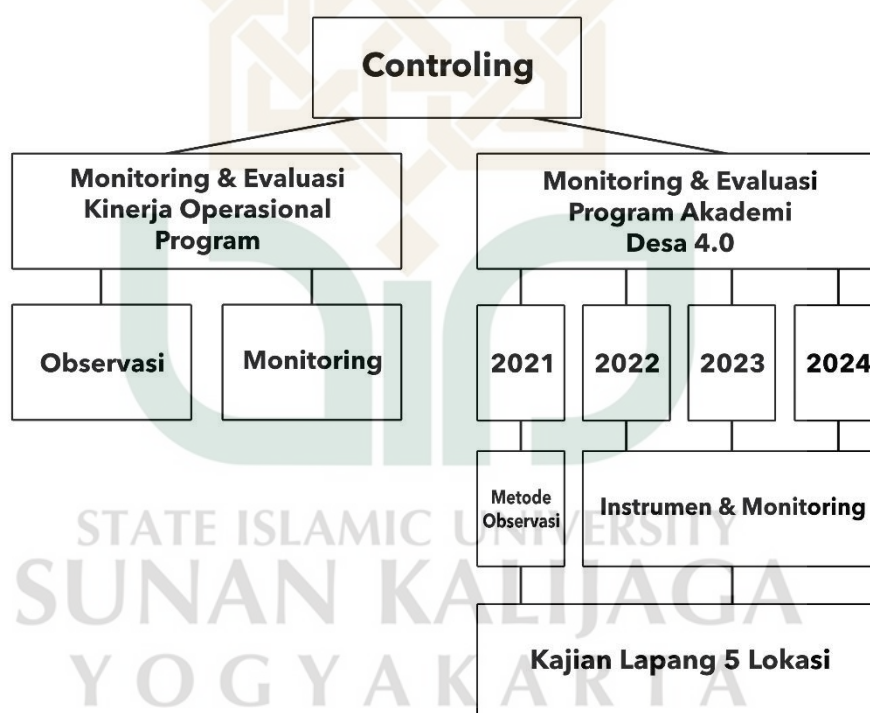 Controling
Monitoring & Evaluasi
Kinerja Operasional
Program
Monitoring & Evaluasi
Program Akademi
Desa 4.0
Observasi
Monitoring
2021
2022
2023
2024
Metode
Observasi
Instrumen & Monitoring
Kajian Lapang 5 Lokasi
STATE ISLAMIC UNIVERSITY
SUNAN KALIJAGA
YOGYAKARTA